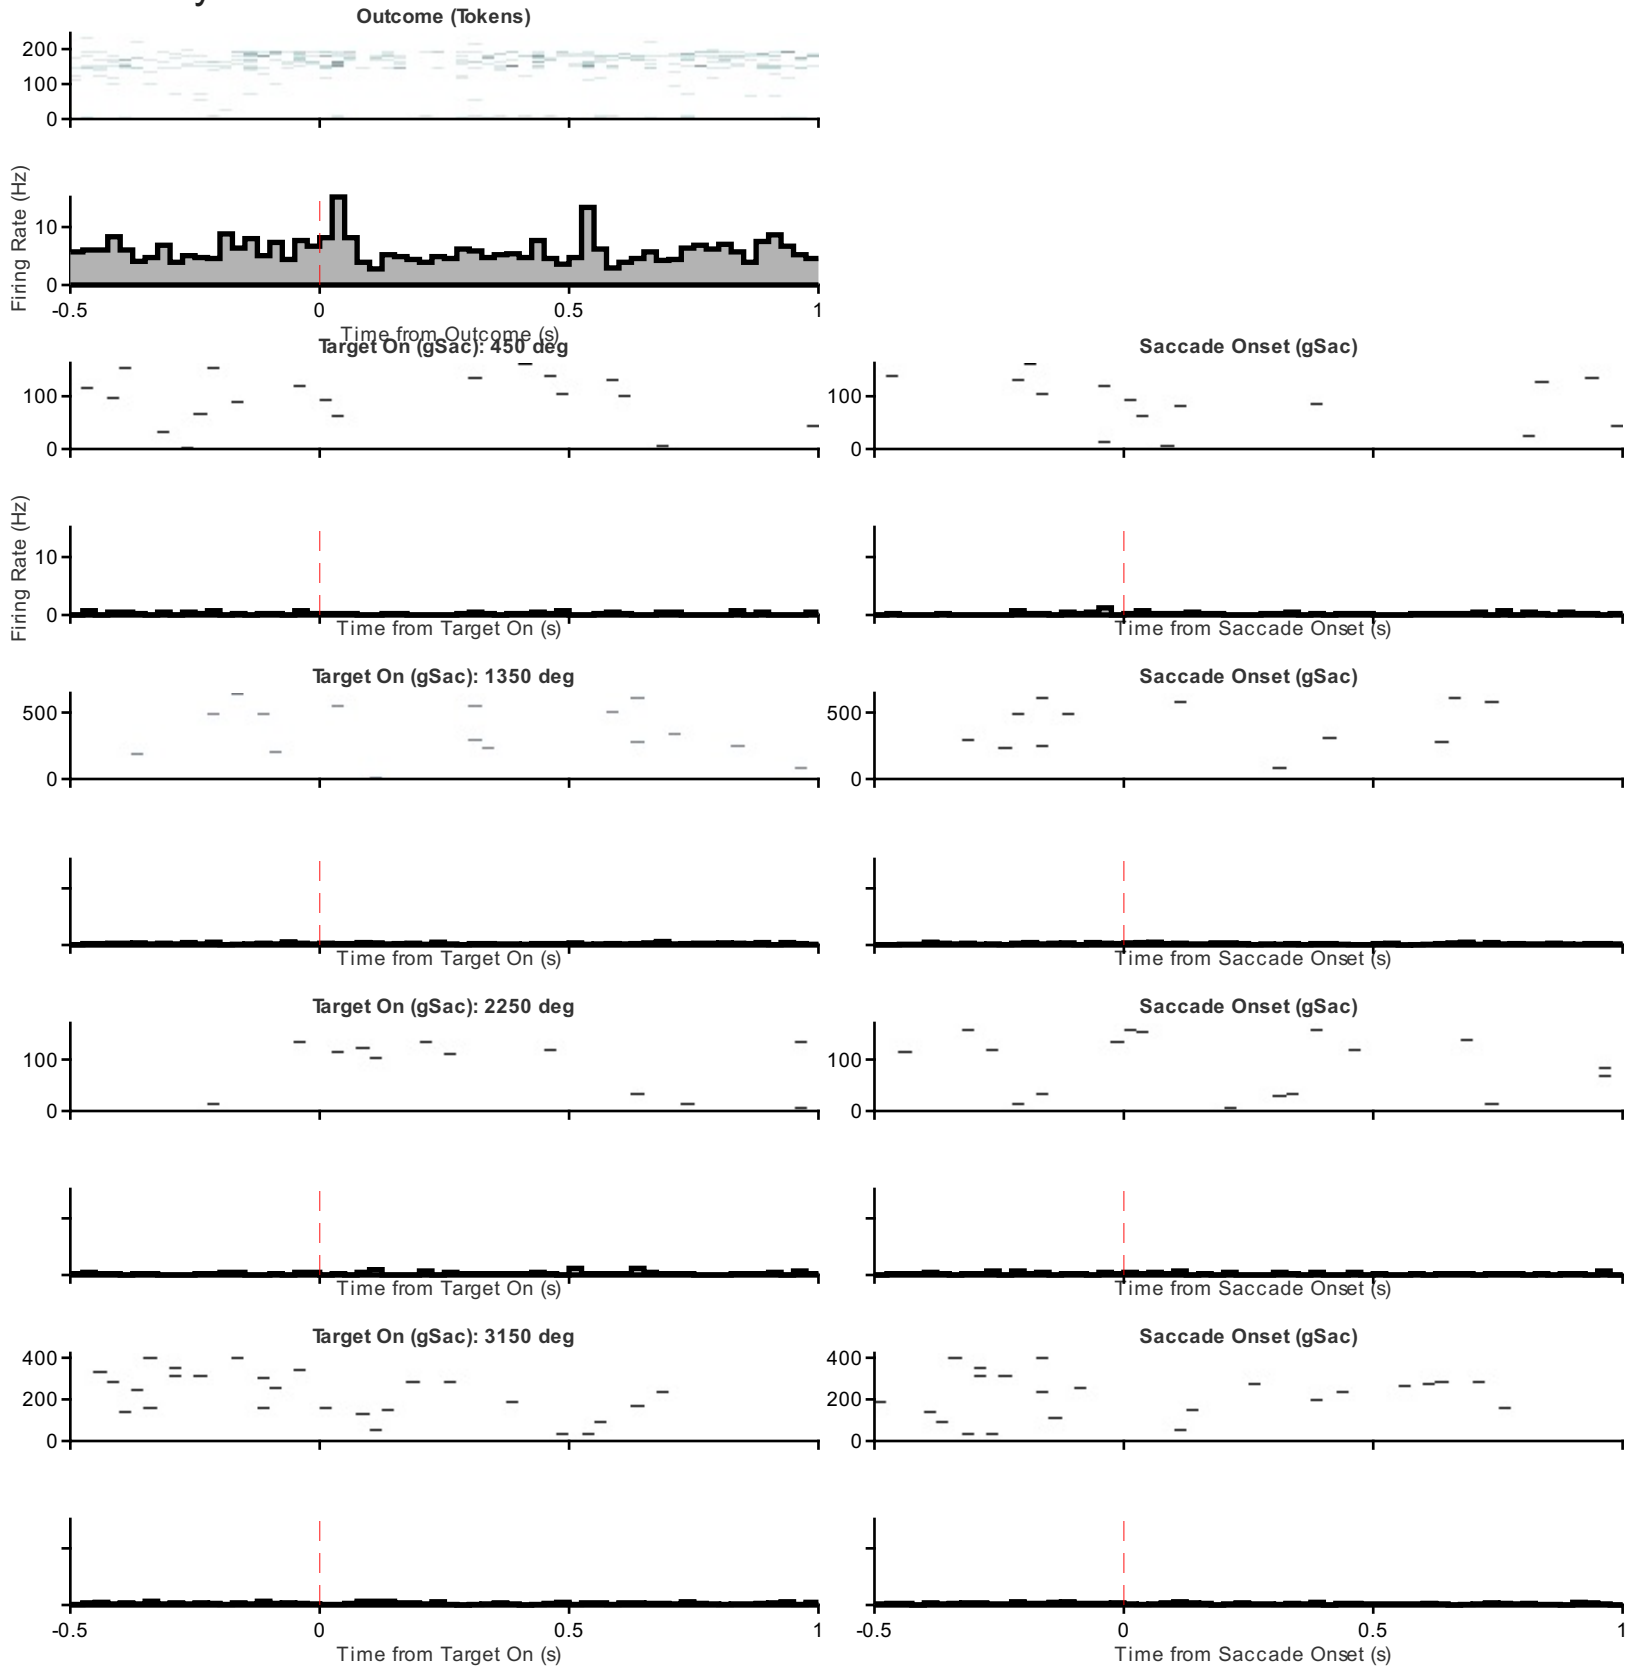 Outcome (Tokens)
200
100
0
Firing Rate (Hz)
10
0
-0.5 0 0.5 1
Time from Outcome (s)
Target On (gSac): 450 deg Saccade Onset (gSac)
100 100
0 0
Firing Rate (Hz)
10
0
Time from Target On (s) Time from Saccade Onset (s)
Target On (gSac): 1350 deg Saccade Onset (gSac)
500 500
0 0
Time from Target On (s) Time from Saccade Onset (s)
Target On (gSac): 2250 deg Saccade Onset (gSac)
100 100
0 0
Time from Target On (s) Time from Saccade Onset (s)
Target On (gSac): 3150 deg Saccade Onset (gSac)
400 400
200 200
0 0
-0.5 0 0.5 1 -0.5 0 0.5 1
Time from Target On (s) Time from Saccade Onset (s)